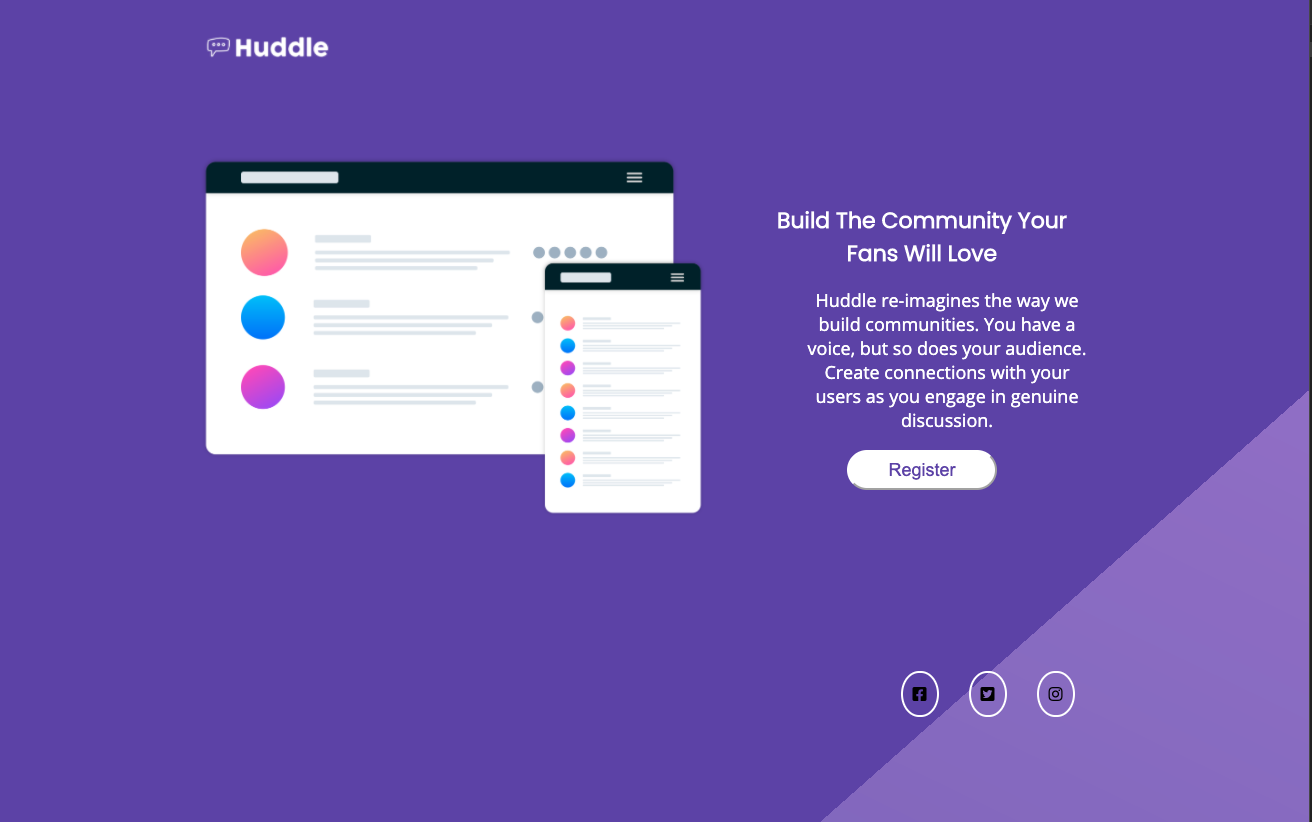 Huddle
Build The Community Your
Fans Will Love
Huddle re-imagines the way we
build communities. You have a
voice, but so does your audience.
Create connections with your
users as you engage in genuine
discussion.
Register